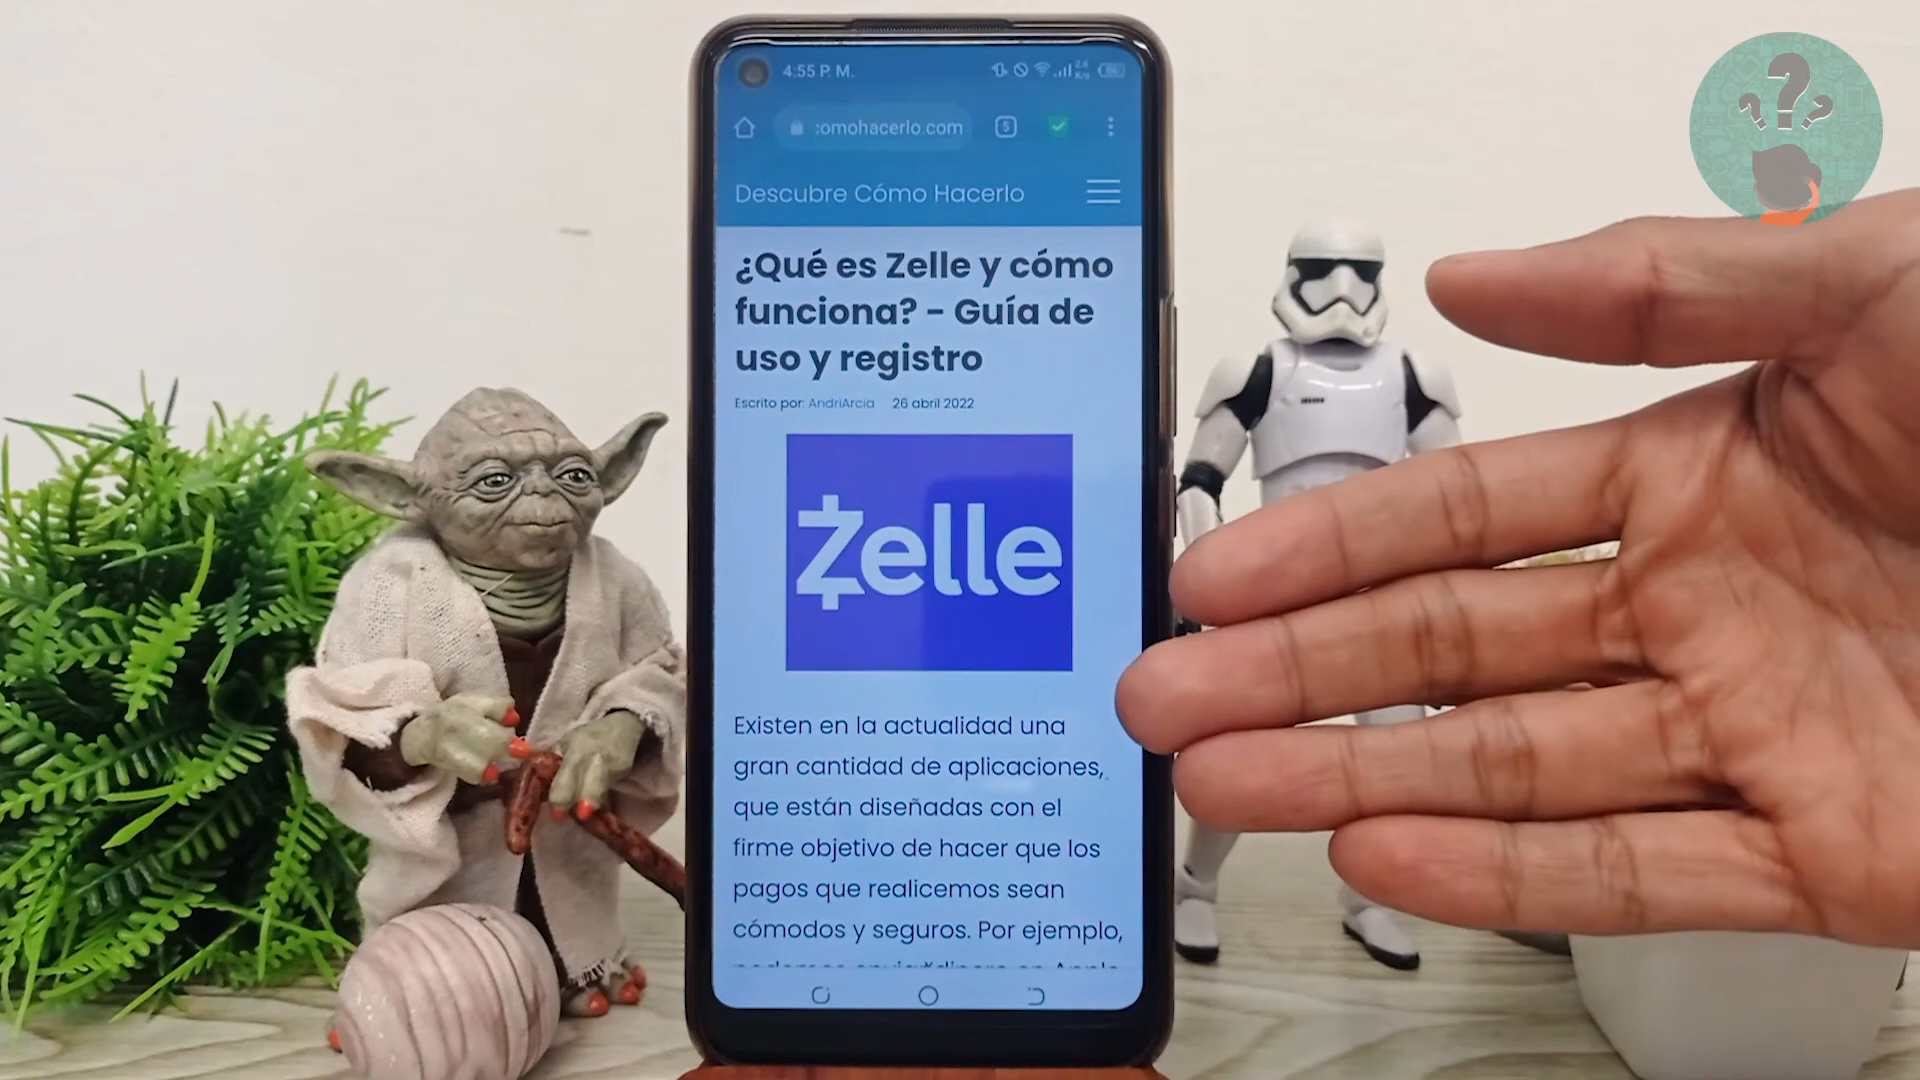 4:55 P. M.
2.6
K/s
:omohacerlo.com
5
Descubre Cómo Hacerlo
¿Qué es Zelle y cómo
funciona? - Guía de
uso y registro
Escrito por: AndriArcia 26 abril 2022
Zelle
Existen en la actualidad una
gran cantidad de aplicaciones,
que están diseñadas con el
firme objetivo de hacer que los
pagos que realicemos sean
cómodos y seguros. Por ejemplo,